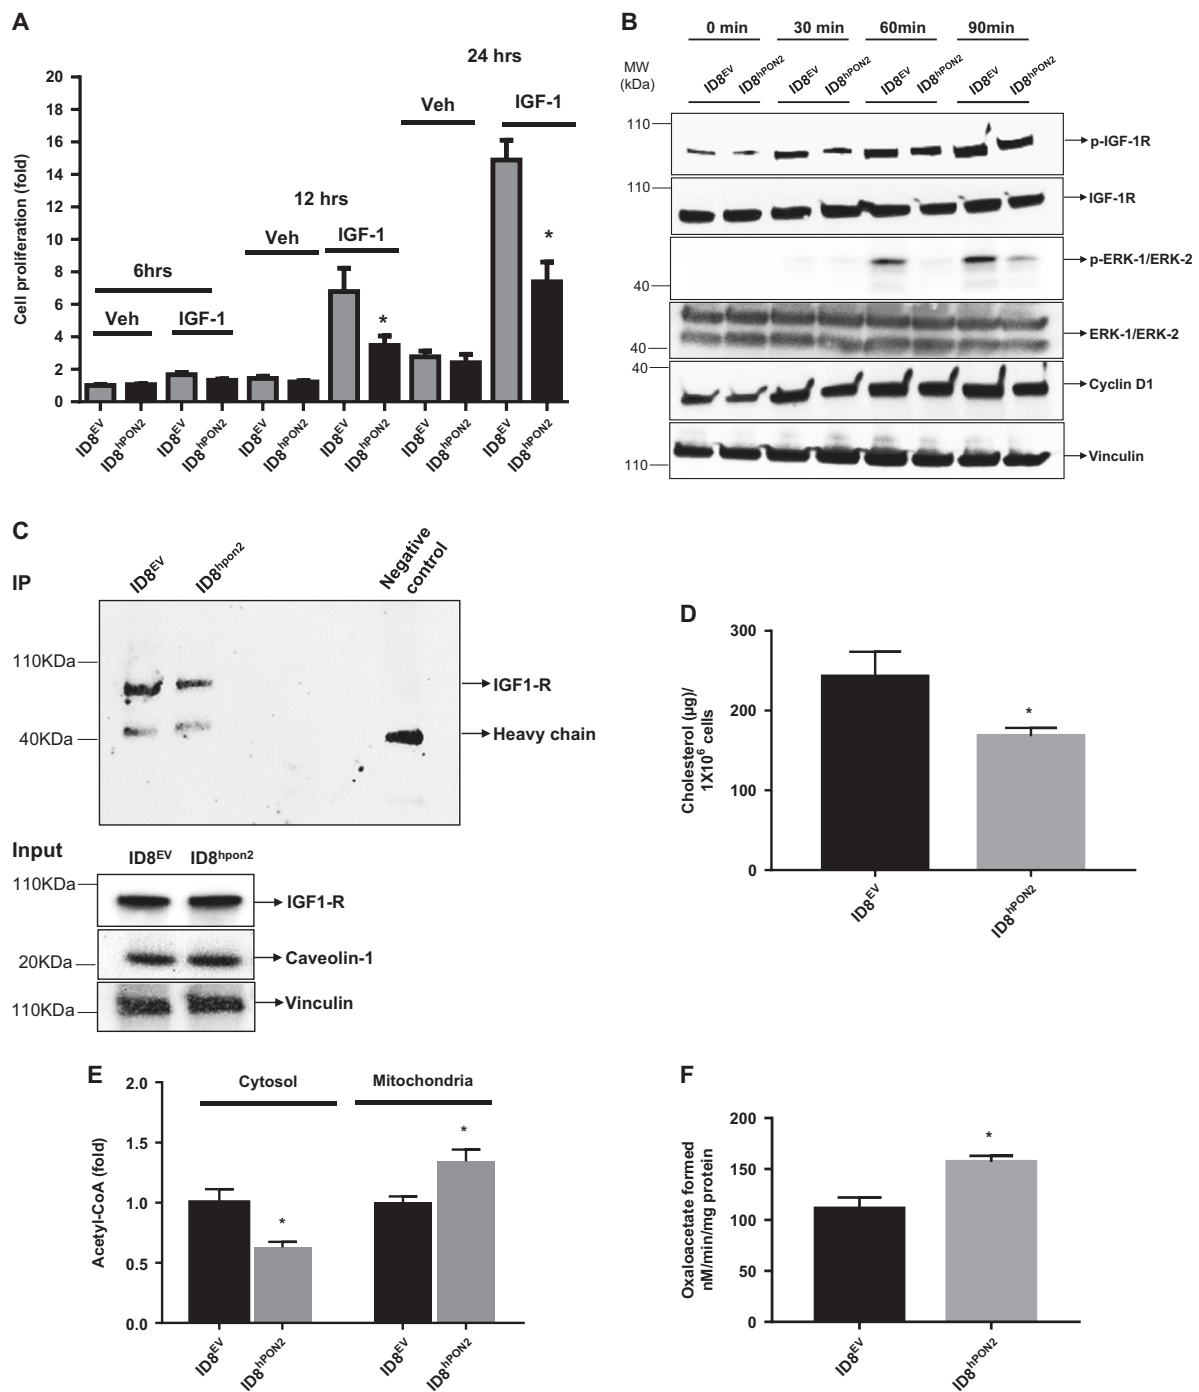 A
24 hrs
20
18
16
14
12
10
8
6
4
2
0
Cell proliferation (fold)
Veh
IGF-1
12 hrs
Veh
IGF-1
6hrs
Veh
IGF-1
ID8EV
ID8hPON2
ID8EV
ID8hPON2
ID8EV
ID8hPON2
ID8EV
ID8hPON2
ID8EV
ID8hPON2
ID8EV
ID8hPON2
*
*
B
0 min 30 min 60min 90min
MW
(kDa)
ID8EV ID8hPON2 ID8EV ID8hPON2 ID8EV ID8hPON2 ID8EV ID8hPON2
110
p-IGF-1R
110
IGF-1R
p-ERK-1/ERK-2
40
ERK-1/ERK-2
40
40
Cyclin D1
110
Vinculin
C
IP
ID8EV ID8hpon2
Negative
control
110KDa
IGF1-R
40KDa
Heavy chain
Input
ID8EV ID8hpon2
110KDa
IGF1-R
20KDa
Caveolin-1
110KDa
Vinculin
D
300
200
100
0
Cholesterol (µg)/
1X106 cells
*
ID8EV
ID8hPON2
E
2.0
1.5
1.0
0.5
0.0
Acetyl-CoA (fold)
Cytosol
Mitochondria
*
*
ID8EV
ID8hPON2
ID8EV
ID8hPON2
F
200
150
100
50
0
Oxaloacetate formed
nM/min/mg protein
*
ID8EV
ID8hPON2